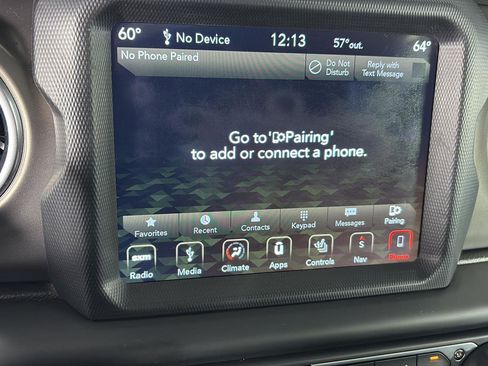 60° No Device 12:13 57°out. 64°
No Phone Paired
Do Not Disturb
Reply with Text Message
Go to 'Pairing'
to add or connect a phone.
Favorites Recent Contacts Keypad Messages Pairing
sxm S
Radio Media Climate Apps Controls Nav Phone